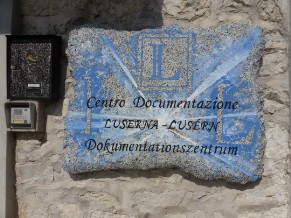 L
Centro Documentazione
LUSERNA - LUSÉRN
Dokumentationszentrum